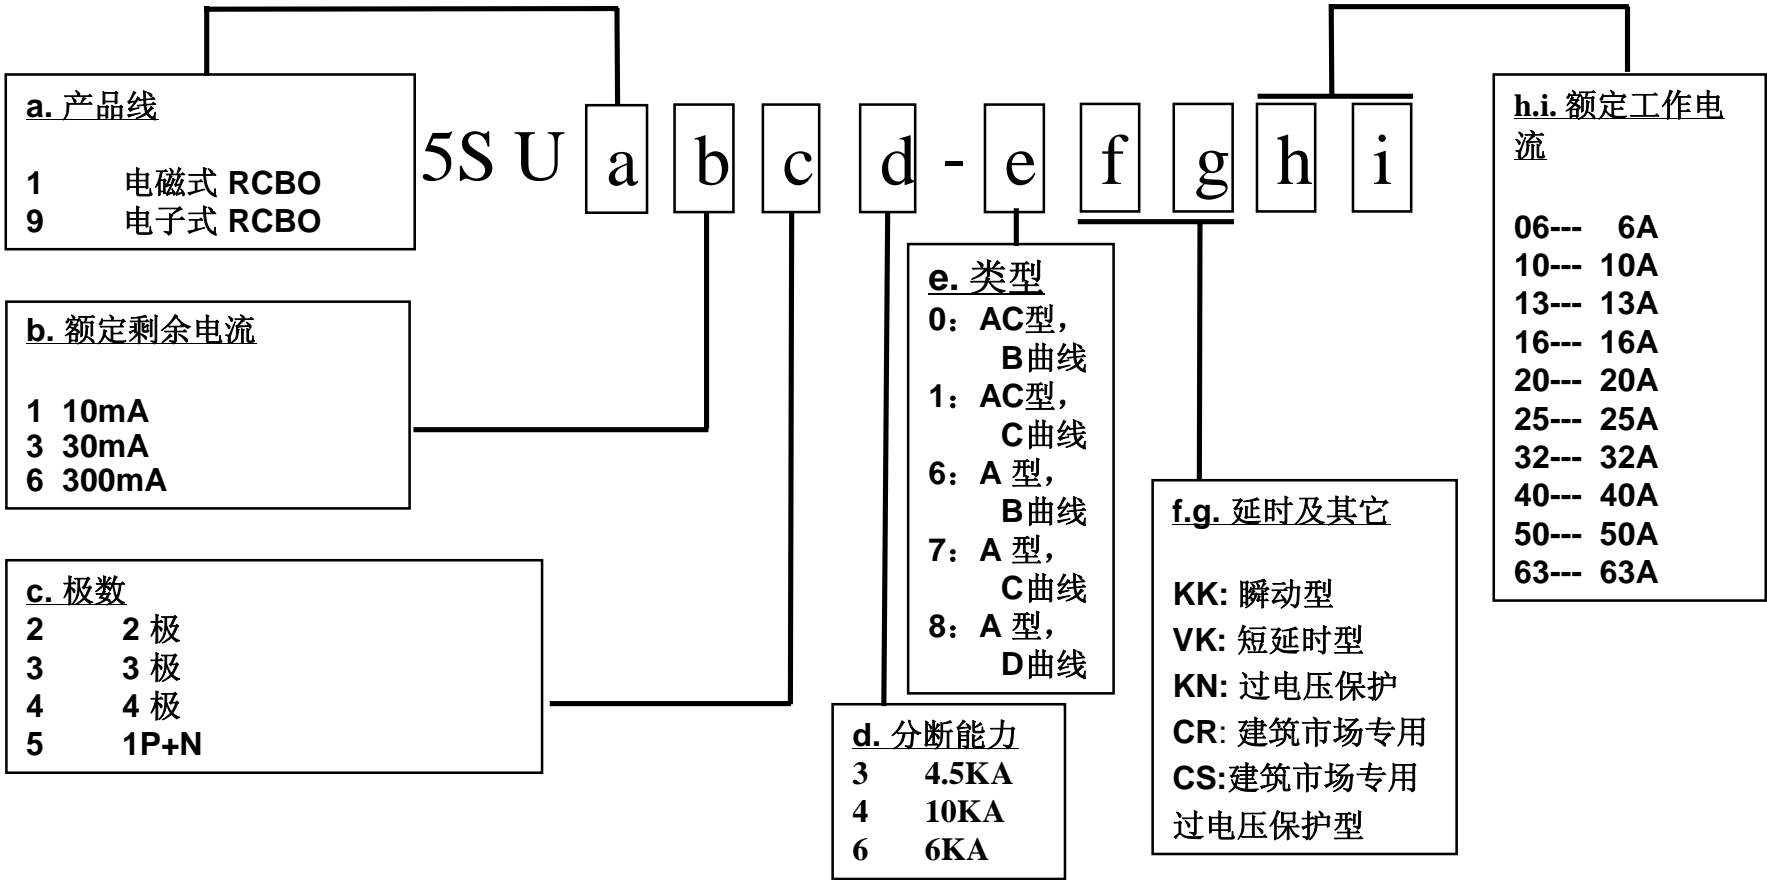 5S U a b c d - e f g h i
a. 产品线
1 电磁式 RCBO
9 电子式 RCBO
b. 额定剩余电流
1 10mA
3 30mA
6 300mA
c. 极数
2 2 极
3 3 极
4 4 极
5 1P+N
d. 分断能力
3 4.5KA
4 10KA
6 6KA
e. 类型
0：AC型，
B曲线
1：AC型，
C曲线
6：A 型，
B曲线
7：A 型，
C曲线
8：A 型，
D曲线
f.g. 延时及其它
KK: 瞬动型
VK: 短延时型
KN: 过电压保护
CR: 建筑市场专用
CS:建筑市场专用
过电压保护型
h.i. 额定工作电
流
06--- 6A
10--- 10A
13--- 13A
16--- 16A
20--- 20A
25--- 25A
32--- 32A
40--- 40A
50--- 50A
63--- 63A